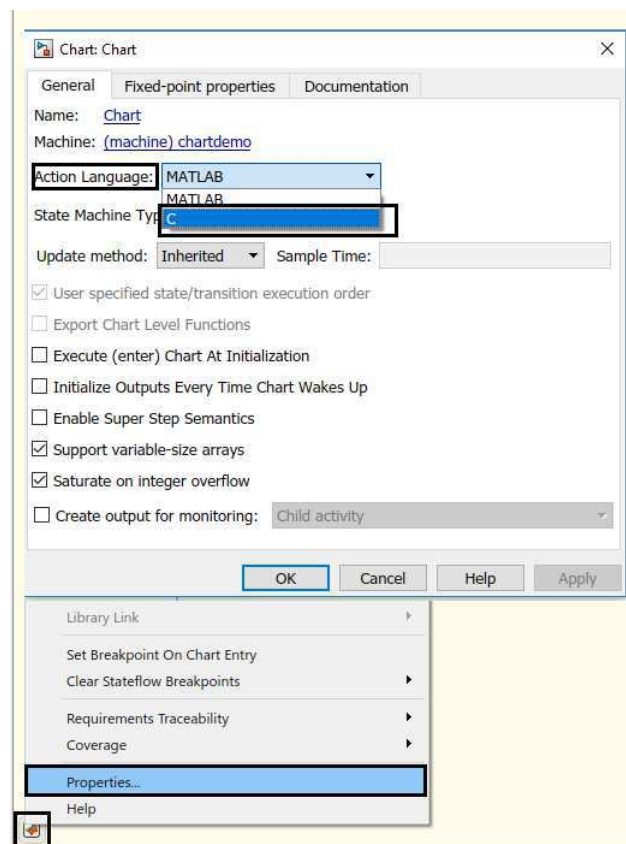 Chart: Chart
General Fixed-point properties Documentation
Name: Chart
Machine: (machine) chartdemo
Action Language: MATLAB
MATLAB
State Machine Typ C
Update method: Inherited Sample Time:
User specified state/transition execution order
Export Chart Level Functions
Execute (enter) Chart At Initialization
Initialize Outputs Every Time Chart Wakes Up
Enable Super Step Semantics
Support variable-size arrays
Saturate on integer overflow
Create output for monitoring: Child activity
OK Cancel Help Apply
Library Link
Set Breakpoint On Chart Entry
Clear Stateflow Breakpoints
Requirements Traceability
Coverage
Properties...
Help